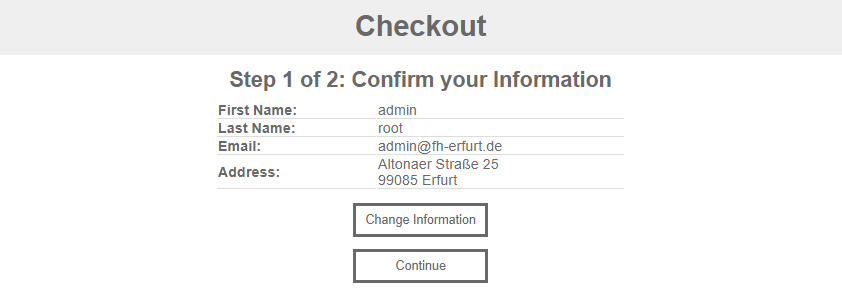 Checkout
Step 1 of 2: Confirm your Information
First Name: admin
Last Name: root
Email: admin@fh-erfurt.de
Address: Altonaer Straße 25
99085 Erfurt
Change Information
Continue